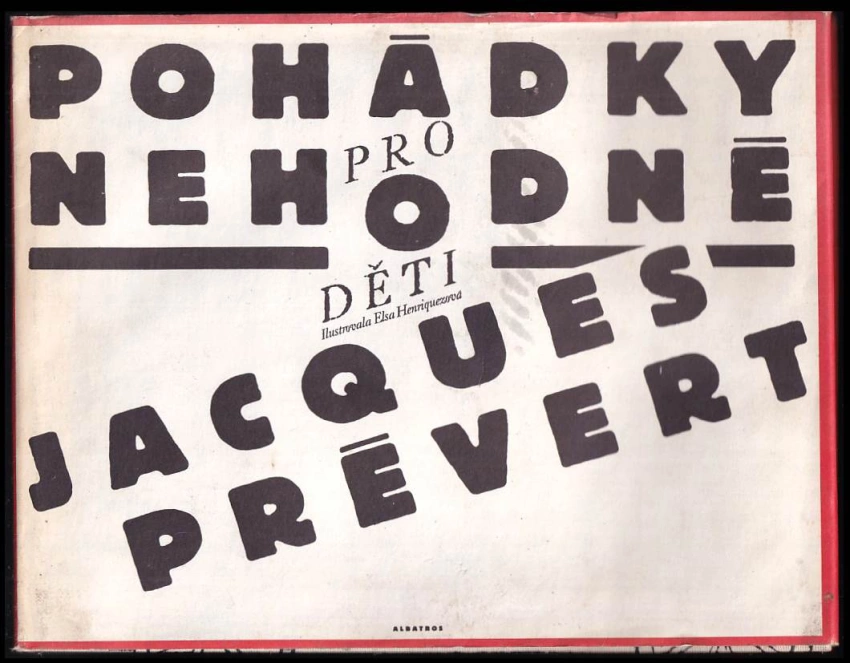 POHÁDKY
PRO
NEHODNÉ
DĚTI
Ilustrovala Elsa Henriquezová
JACQUES
PRÉVERT
ALBATROS